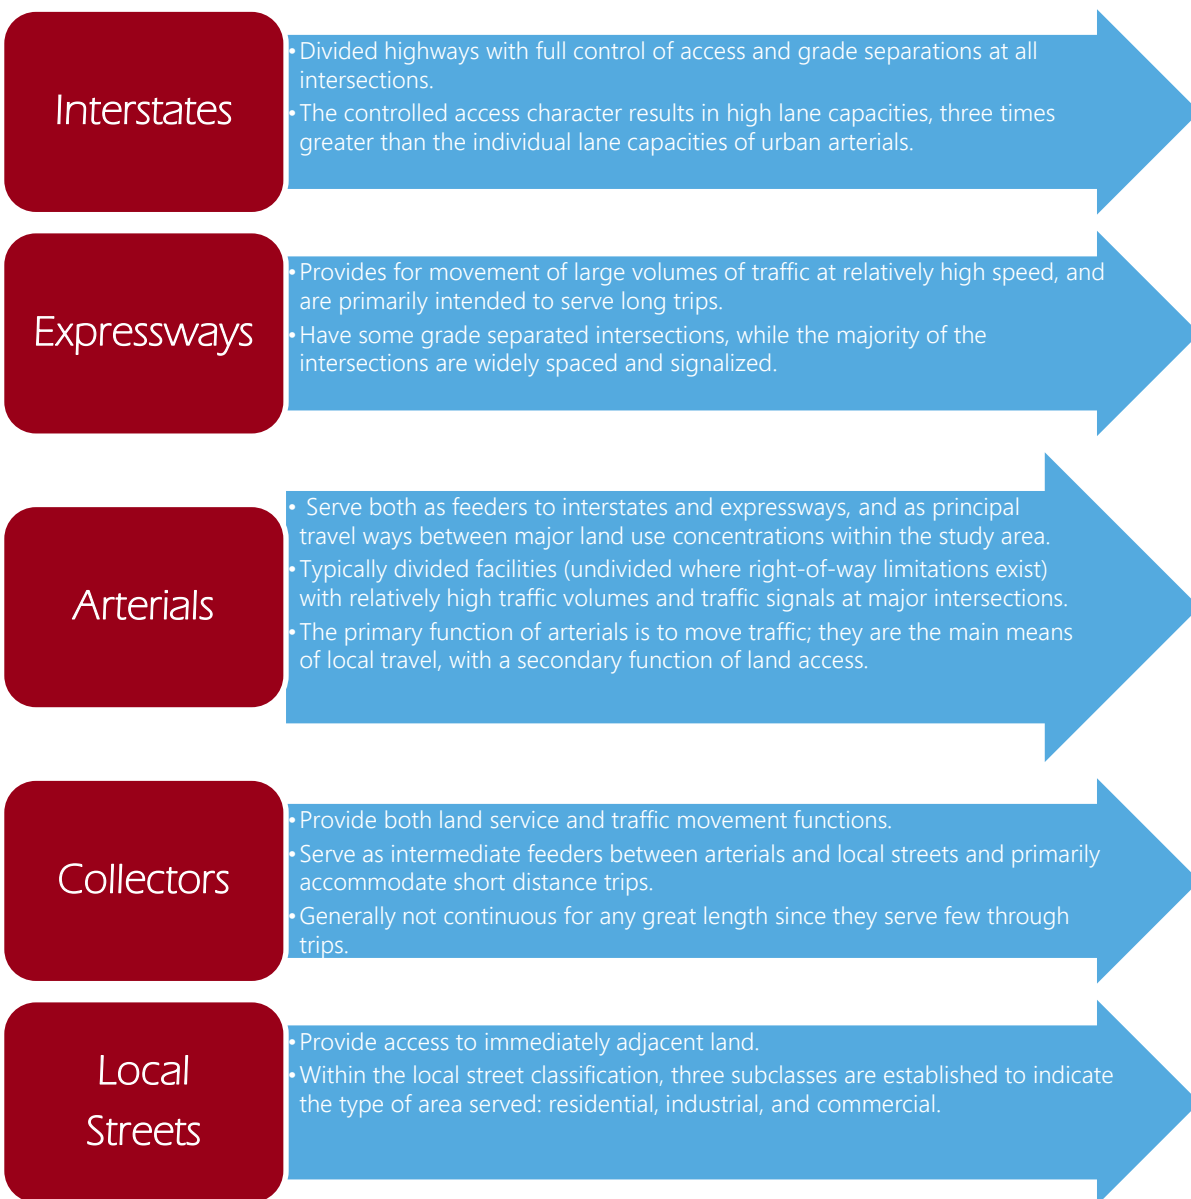 Interstates
• Divided highways with full control of access and grade separations at all
intersections.
• The controlled access character results in high lane capacities, three times
greater than the individual lane capacities of urban arterials.
Expressways
• Provides for movement of large volumes of traffic at relatively high speed, and
are primarily intended to serve long trips.
• Have some grade separated intersections, while the majority of the
intersections are widely spaced and signalized.
Arterials
• Serve both as feeders to interstates and expressways, and as principal
travel ways between major land use concentrations within the study area.
• Typically divided facilities (undivided where right-of-way limitations exist)
with relatively high traffic volumes and traffic signals at major intersections.
• The primary function of arterials is to move traffic; they are the main means
of local travel, with a secondary function of land access.
Collectors
• Provide both land service and traffic movement functions.
• Serve as intermediate feeders between arterials and local streets and primarily
accommodate short distance trips.
• Generally not continuous for any great length since they serve few through
trips.
Local
Streets
• Provide access to immediately adjacent land.
• Within the local street classification, three subclasses are established to indicate
the type of area served: residential, industrial, and commercial.